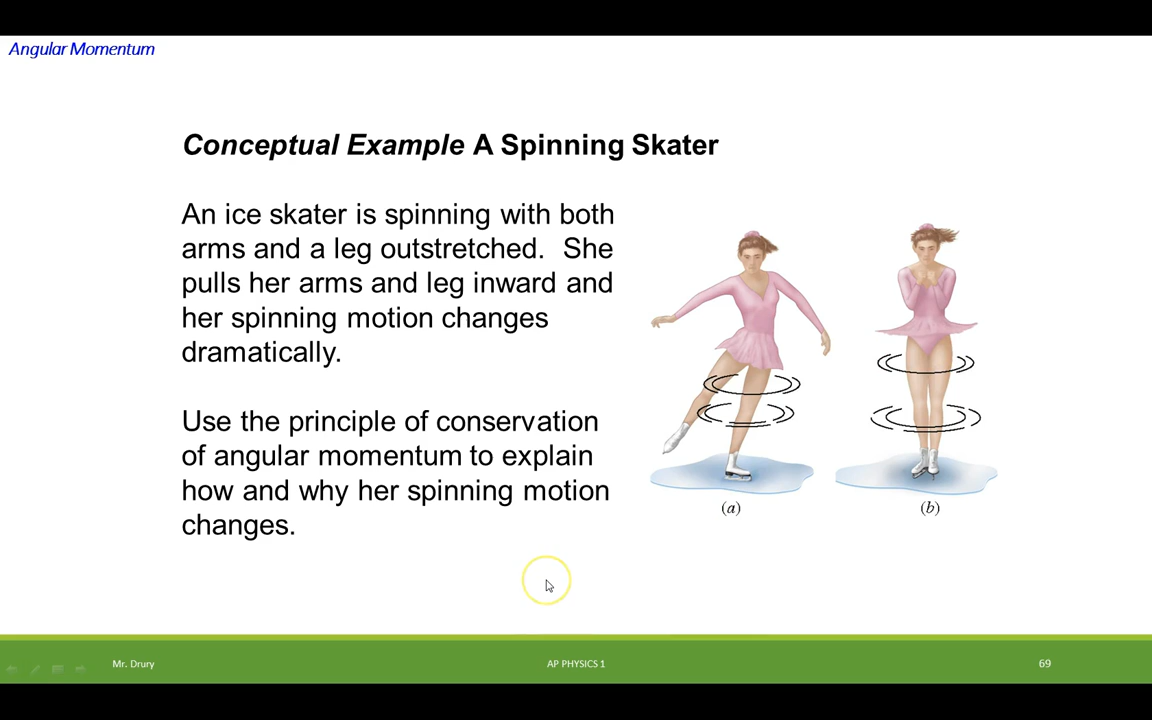 Angular Momentum
Conceptual Example A Spinning Skater
An ice skater is spinning with both
arms and a leg outstretched.  She
pulls her arms and leg inward and
her spinning motion changes
dramatically.
Use the principle of conservation
of angular momentum to explain
how and why her spinning motion
changes.
(a)
(b)
Mr. Drury
AP PHYSICS 1
69